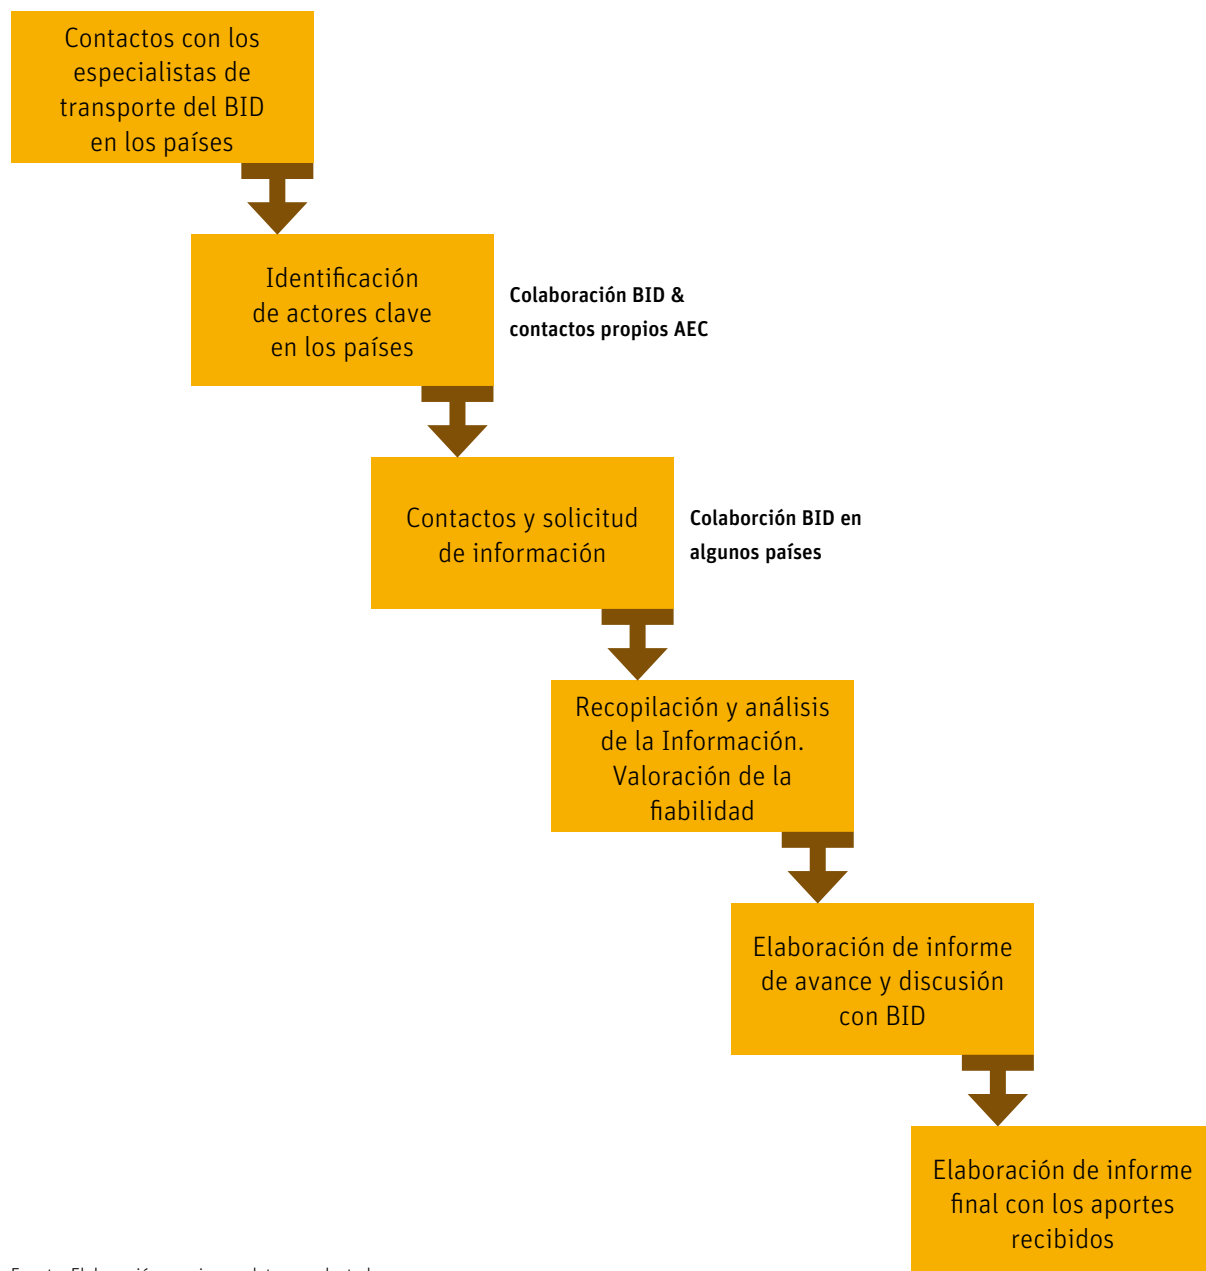 Contactos con los
especialistas de
transporte del BID
en los países
Identificación
de actores clave
en los países
Colaboración BID &
contactos propios AEC
Contactos y solicitud
de información
Colaborción BID en
algunos países
Recopilación y análisis
de la Información.
Valoración de la
fiabilidad
Elaboración de informe
de avance y discusión
con BID
Elaboración de informe
final con los aportes
recibidos